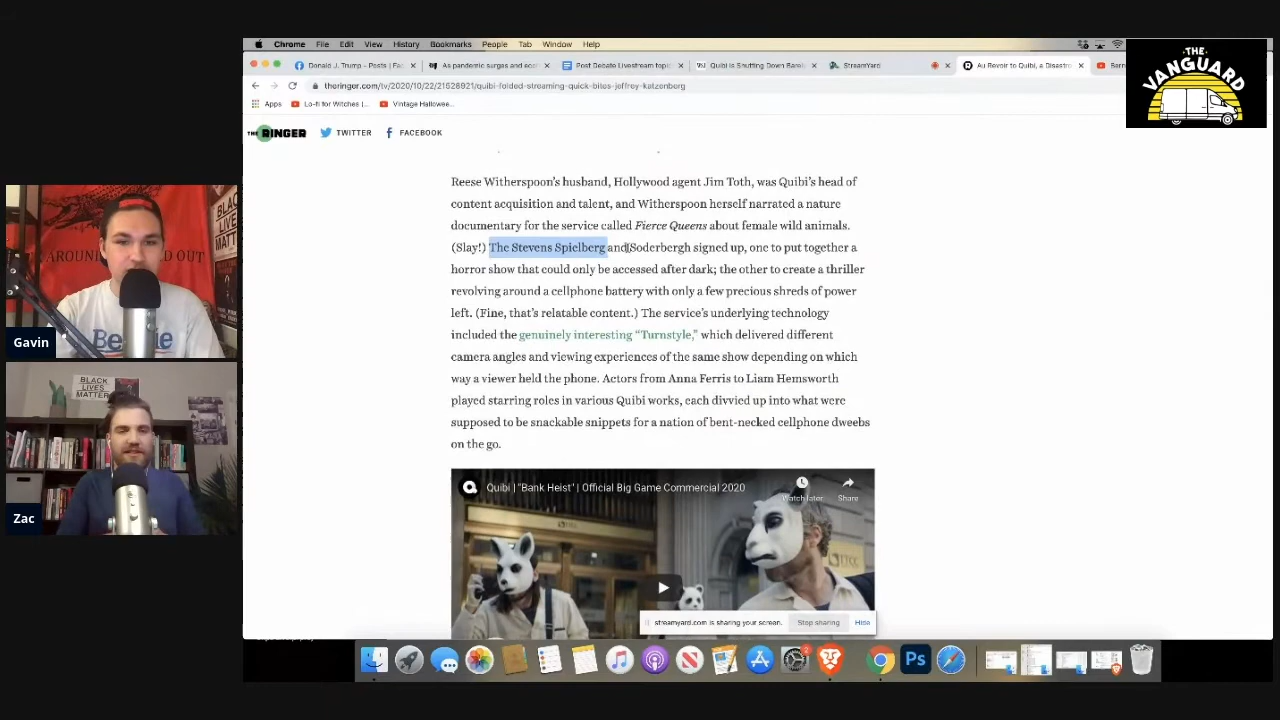 Chrome File Edit View History Bookmarks People Tab Window Help
Donald J. Trump - Posts | Fac
As pandemic surges and eco
Post Debate Livestream topi
Quibi Is Shutting Down Barel
StreamYard
Au Revoir to Quibi, a Disastro
Bern
theringer.com/tv/2020/10/22/21528921/quibi-folded-streaming-quick-bites-jeffrey-katzenberg
Apps Lo-fi for Witches |... Vintage Hallowee...
THE VANGUARD
THE RINGER TWITTER FACEBOOK
Reese Witherspoon's husband, Hollywood agent Jim Toth, was Quibi's head of
content acquisition and talent, and Witherspoon herself narrated a nature
documentary for the service called Fierce Queens about female wild animals.
(Slay!) The Stevens Spielberg and Soderbergh signed up, one to put together a
horror show that could only be accessed after dark; the other to create a thriller
revolving around a cellphone battery with only a few precious shreds of power
left. (Fine, that's relatable content.) The service's underlying technology
included the genuinely interesting “Turnstyle,” which delivered different
camera angles and viewing experiences of the same show depending on which
way a viewer held the phone. Actors from Anna Ferris to Liam Hemsworth
played starring roles in various Quibi works, each divvied up into what were
supposed to be snackable snippets for a nation of bent-necked cellphone dweebs
on the go.
Quibi | "Bank Heist" | Official Big Game Commercial 2020
Watch later Share
streamyard.com is sharing your screen. Stop sharing Hide
Gavin
Zac
BLACK
LIVES
MATTER
Ps
2